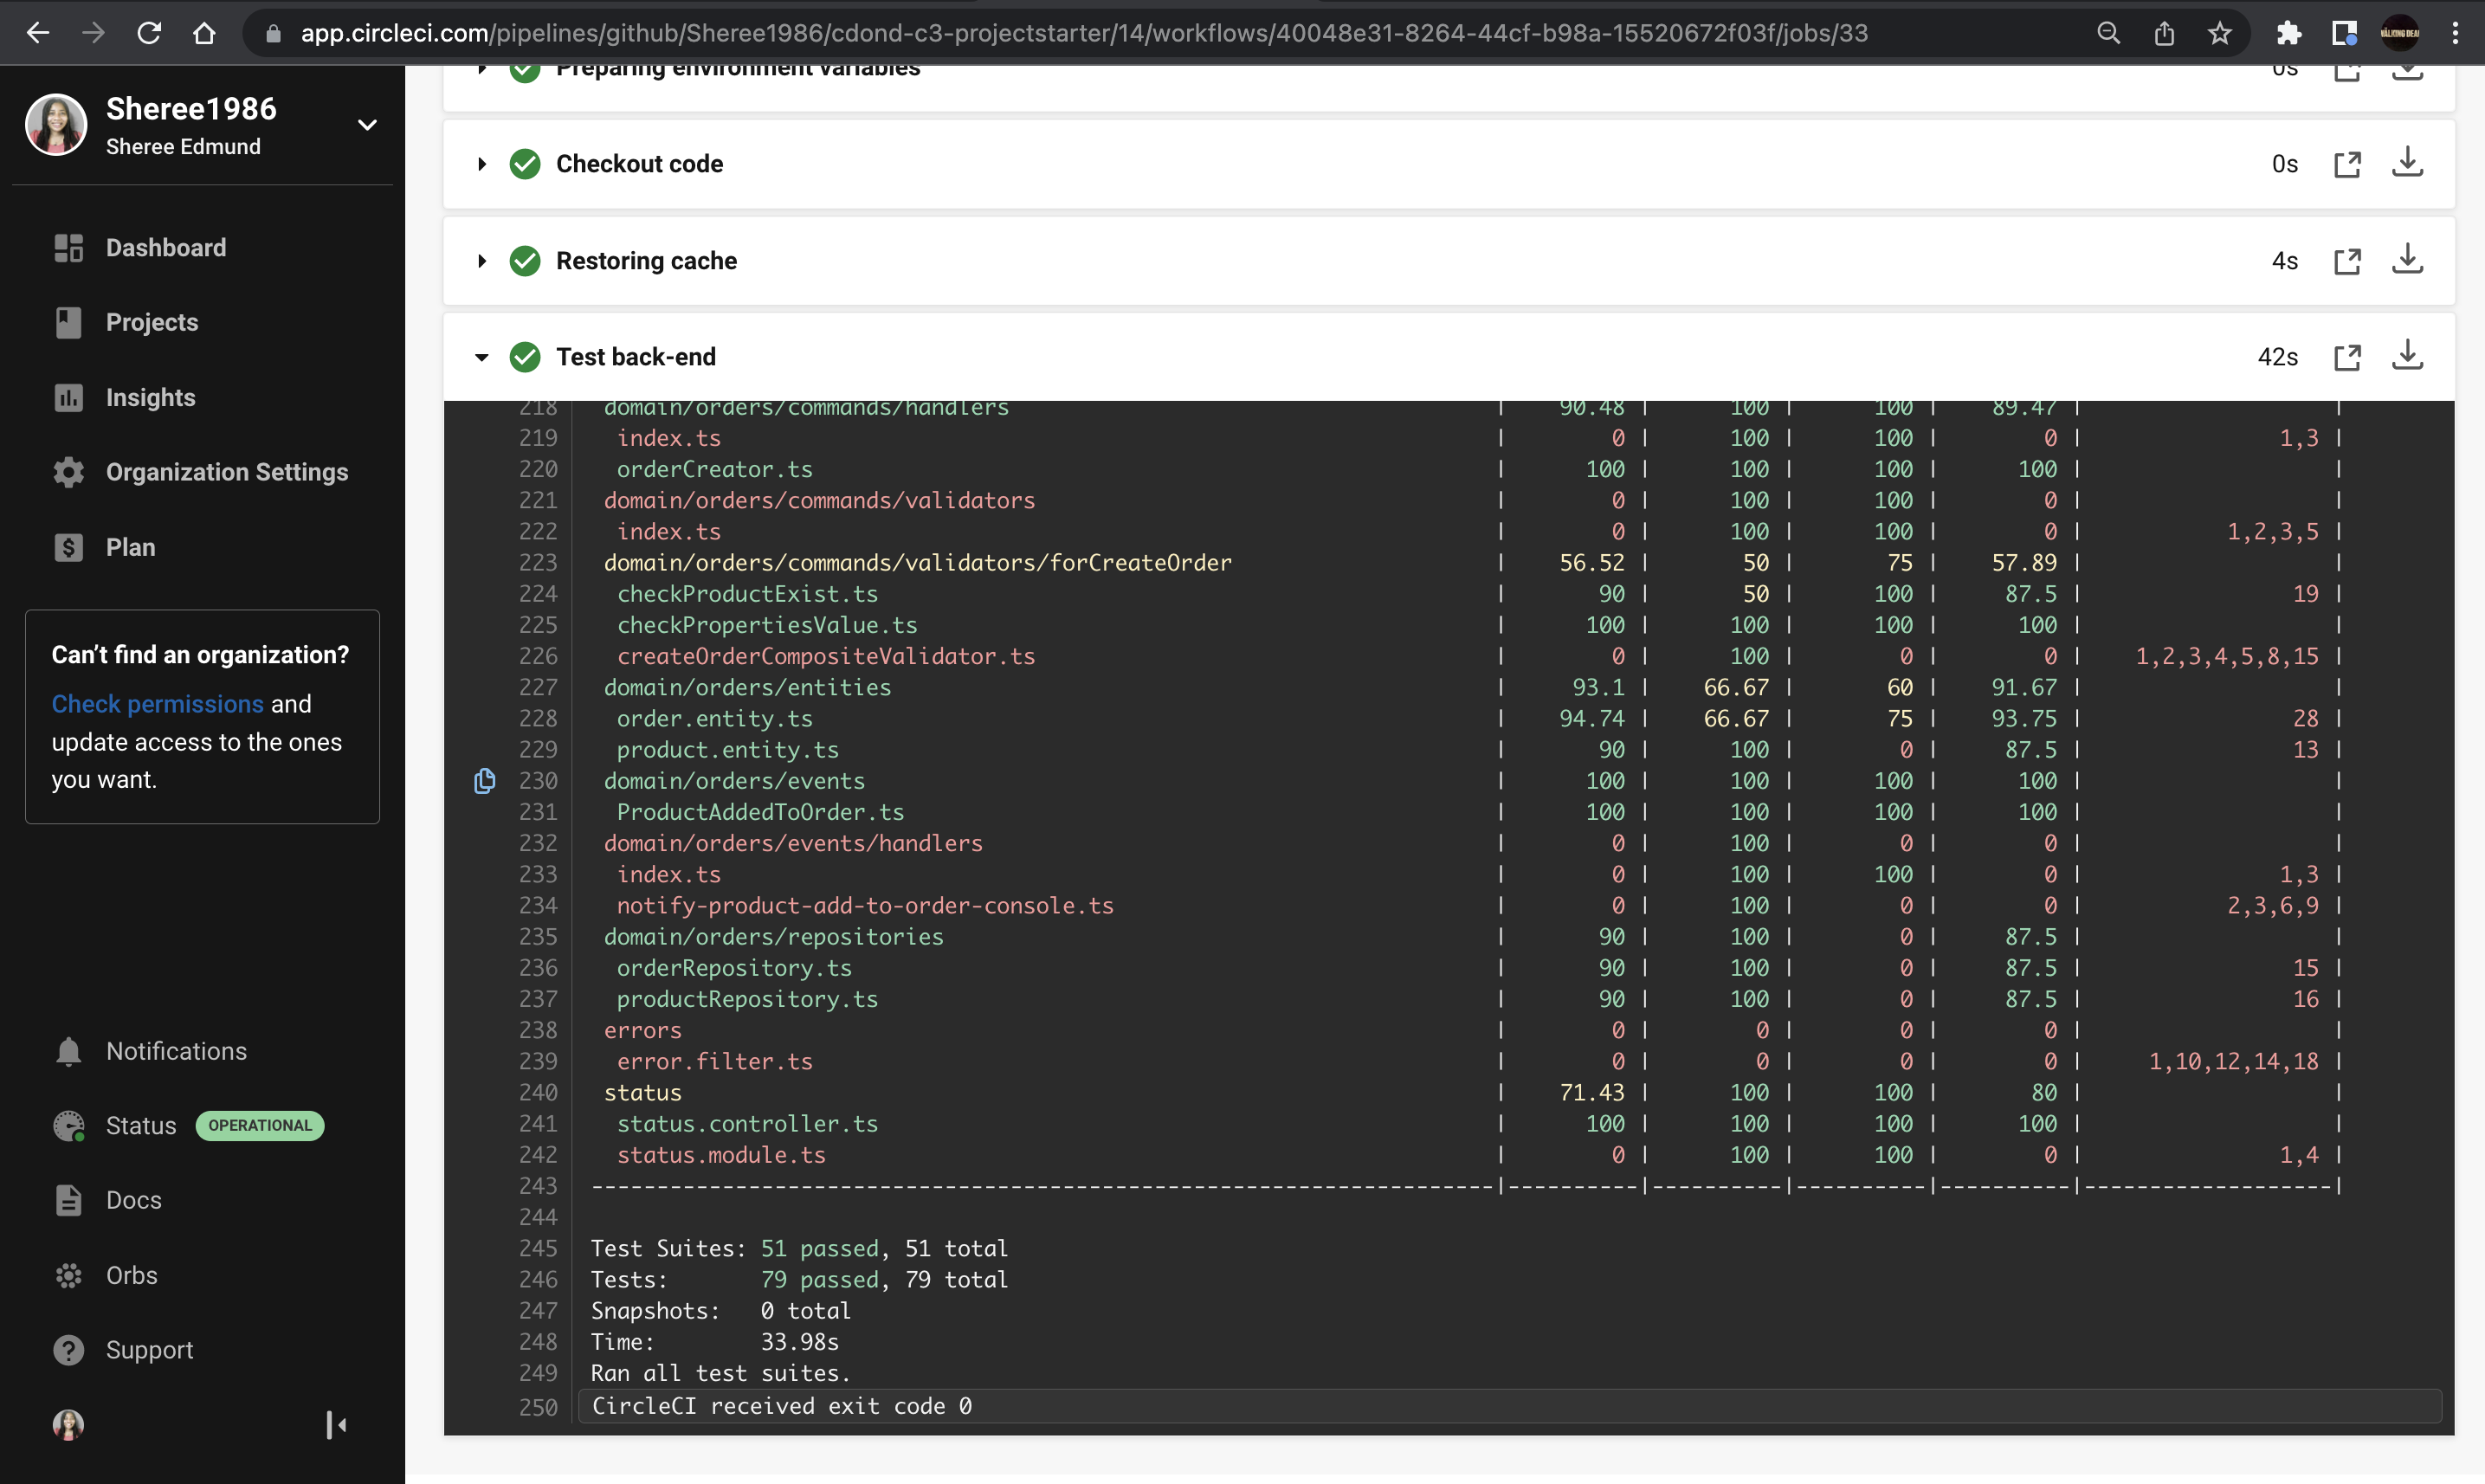 app.circleci.com/pipelines/github/Sheree1986/cdond-c3-projectstarter/14/workflows/40048e31-8264-44cf-b98a-15520672f03f/jobs/33
Sheree1986
Sheree Edmund
Dashboard
Projects
Insights
Organization Settings
Plan
Can’t find an organization?
Check permissions and
update access to the ones
you want.
Notifications
Status OPERATIONAL
Docs
Orbs
Support
Preparing environment variables 0s
Checkout code 0s
Restoring cache 4s
Test back-end 42s
218 domain/orders/commands/handlers | 90.48 | 100 | 100 | 89.47 | |
219 index.ts | 0 | 100 | 100 | 0 | 1,3 |
220 orderCreator.ts | 100 | 100 | 100 | 100 | |
221 domain/orders/commands/validators | 0 | 100 | 100 | 0 | |
222 index.ts | 0 | 100 | 100 | 0 | 1,2,3,5 |
223 domain/orders/commands/validators/forCreateOrder | 56.52 | 50 | 75 | 57.89 | |
224 checkProductExist.ts | 90 | 50 | 100 | 87.5 | 19 |
225 checkPropertiesValue.ts | 100 | 100 | 100 | 100 | |
226 createOrderCompositeValidator.ts | 0 | 100 | 0 | 0 | 1,2,3,4,5,8,15 |
227 domain/orders/entities | 93.1 | 66.67 | 60 | 91.67 | |
228 order.entity.ts | 94.74 | 66.67 | 75 | 93.75 | 28 |
229 product.entity.ts | 90 | 100 | 0 | 87.5 | 13 |
230 domain/orders/events | 100 | 100 | 100 | 100 | |
231 ProductAddedToOrder.ts | 100 | 100 | 100 | 100 | |
232 domain/orders/events/handlers | 0 | 100 | 0 | 0 | |
233 index.ts | 0 | 100 | 100 | 0 | 1,3 |
234 notify-product-add-to-order-console.ts | 0 | 100 | 0 | 0 | 2,3,6,9 |
235 domain/orders/repositories | 90 | 100 | 0 | 87.5 | |
236 orderRepository.ts | 90 | 100 | 0 | 87.5 | 15 |
237 productRepository.ts | 90 | 100 | 0 | 87.5 | 16 |
238 errors | 0 | 0 | 0 | 0 | |
239 error.filter.ts | 0 | 0 | 0 | 0 | 1,10,12,14,18 |
240 status | 71.43 | 100 | 100 | 80 | |
241 status.controller.ts | 100 | 100 | 100 | 100 | |
242 status.module.ts | 0 | 100 | 100 | 0 | 1,4 |
243 ---------------------------------------------------------------------|----------|----------|----------|----------|-------------------|
244
245 Test Suites: 51 passed, 51 total
246 Tests: 79 passed, 79 total
247 Snapshots: 0 total
248 Time: 33.98s
249 Ran all test suites.
250 CircleCI received exit code 0